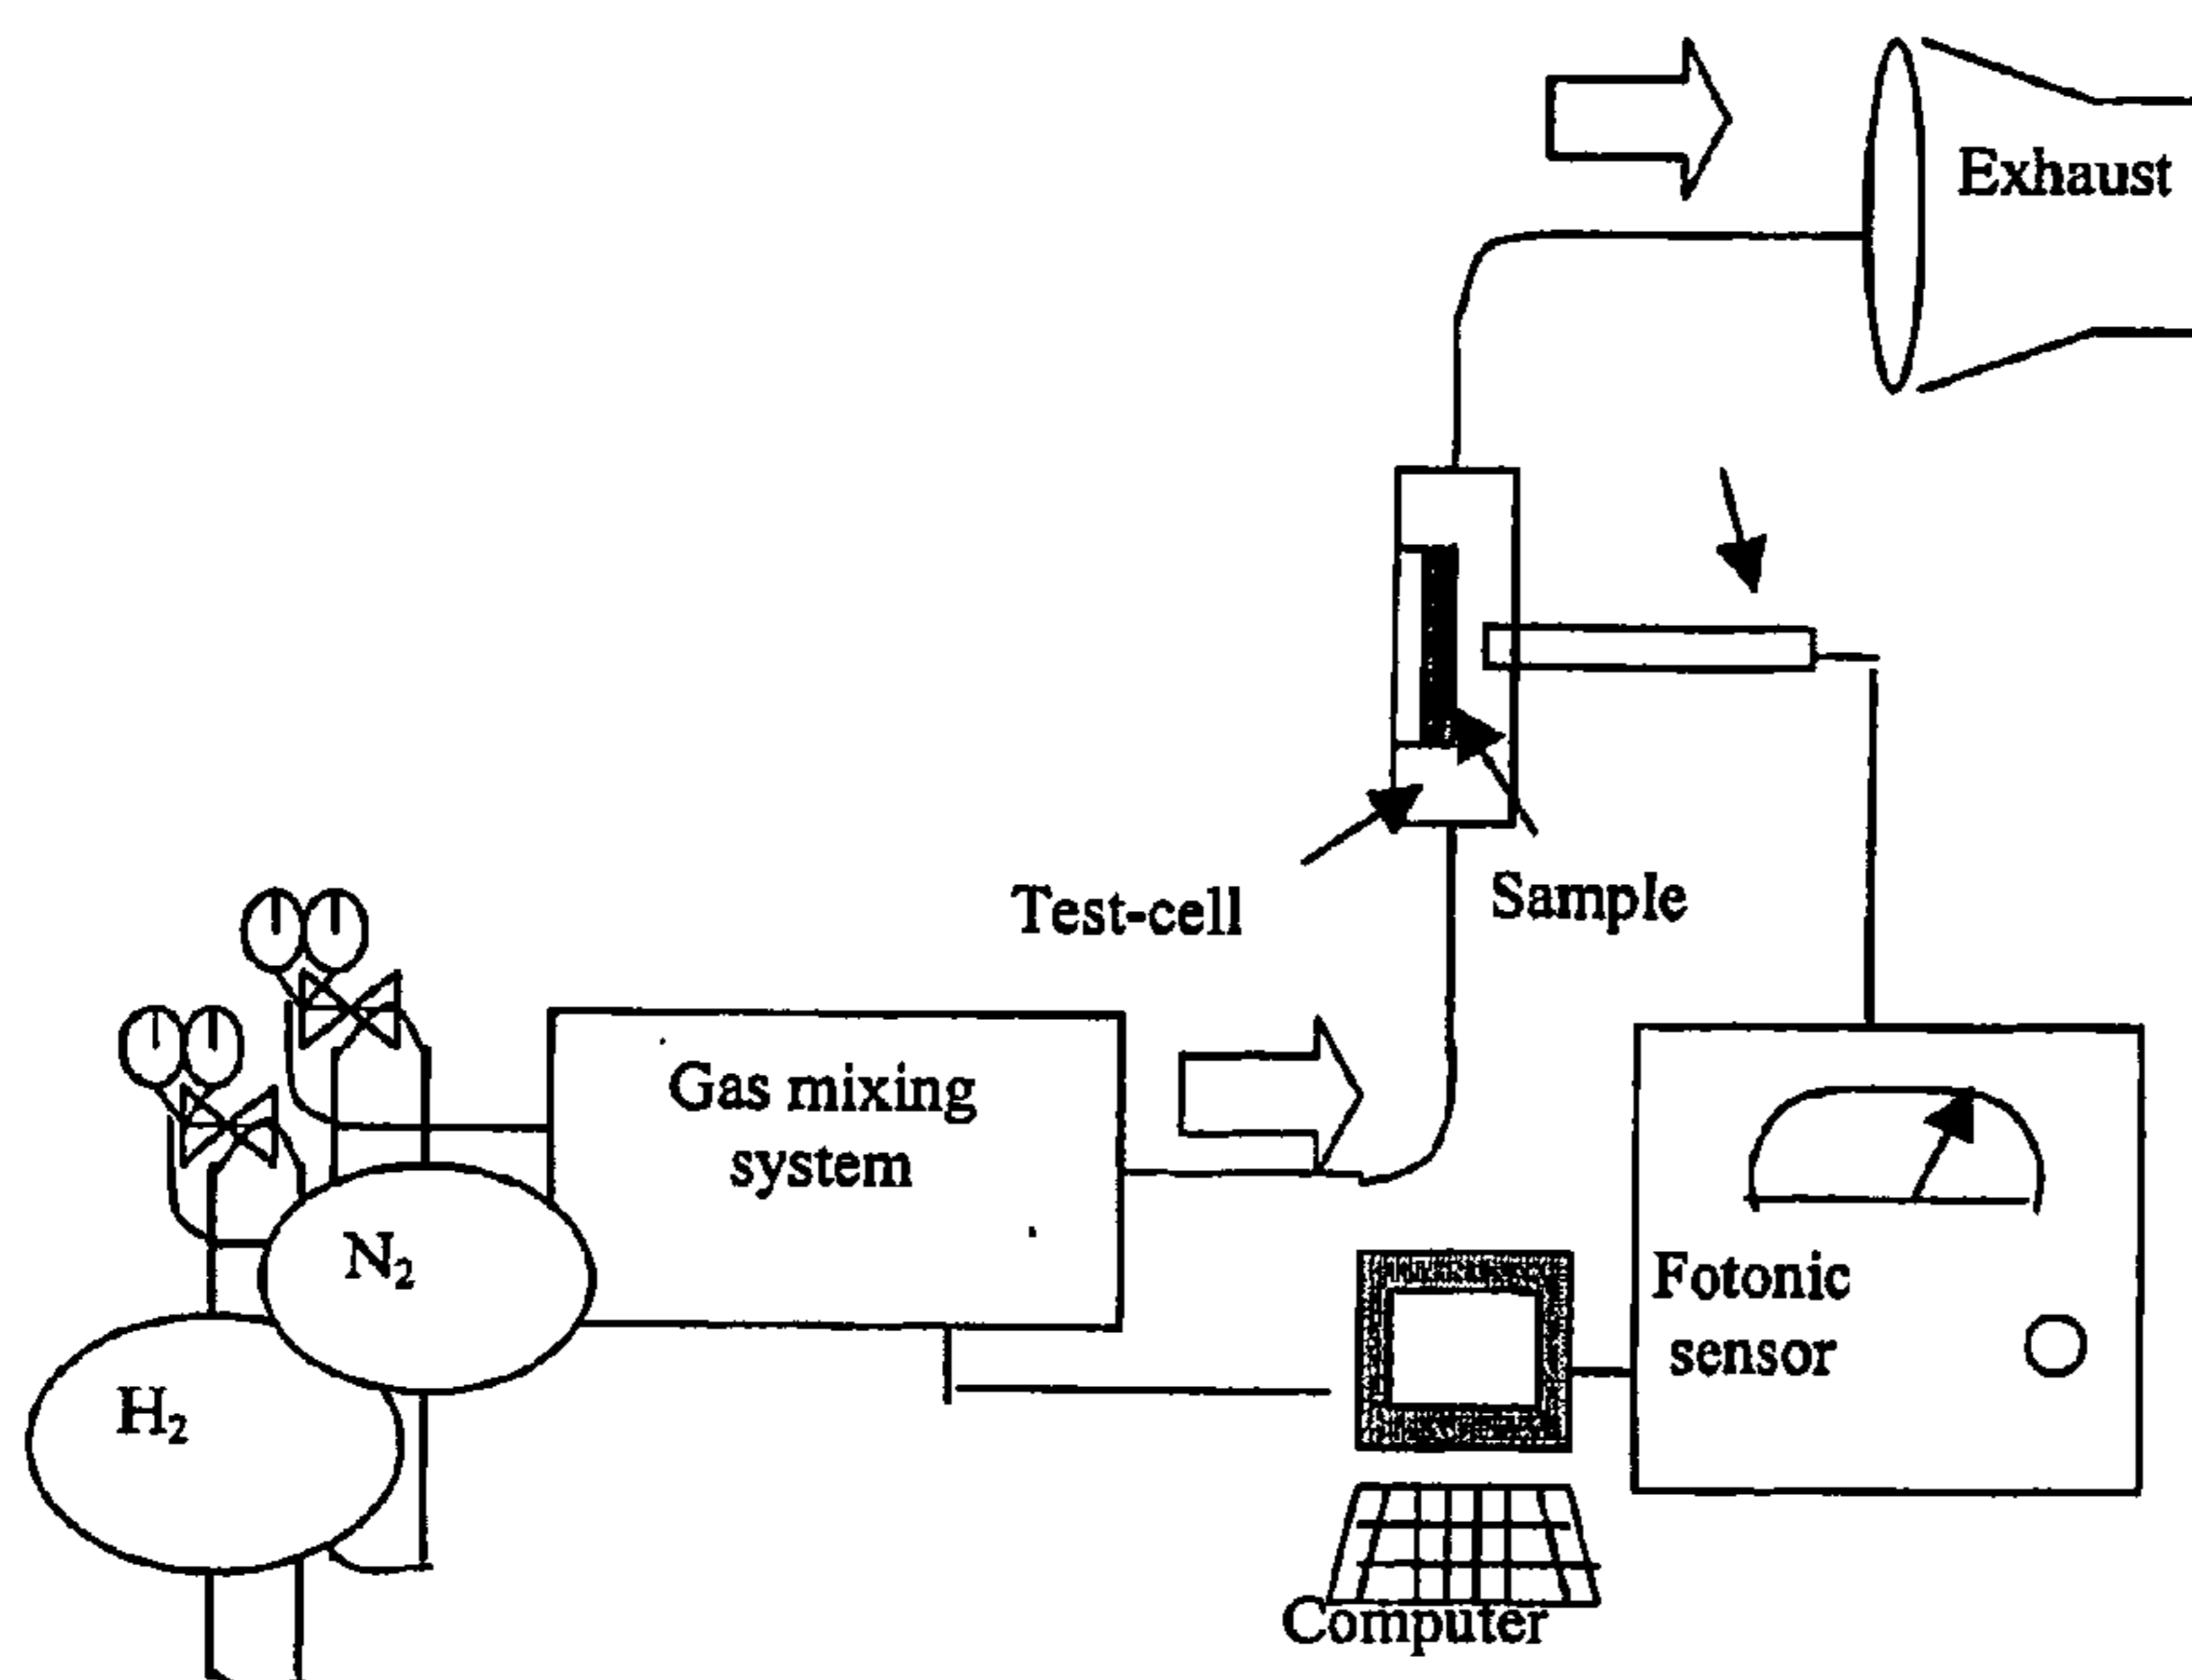 Exhaust
Test-cell
Sample
Gas mixing
system
N₂
H₂
Fotonic
sensor
Computer